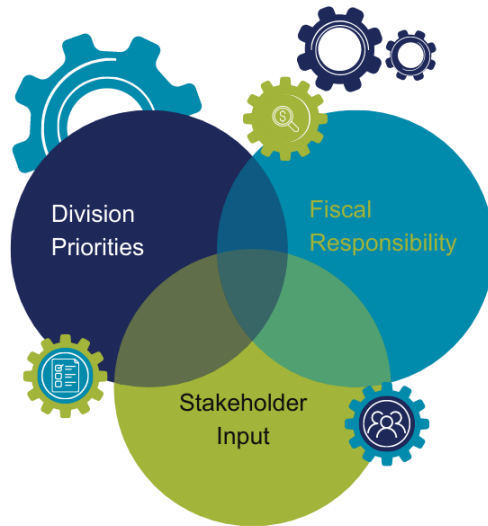 Division
Priorities
Fiscal
Responsibility
Stakeholder
Input
$